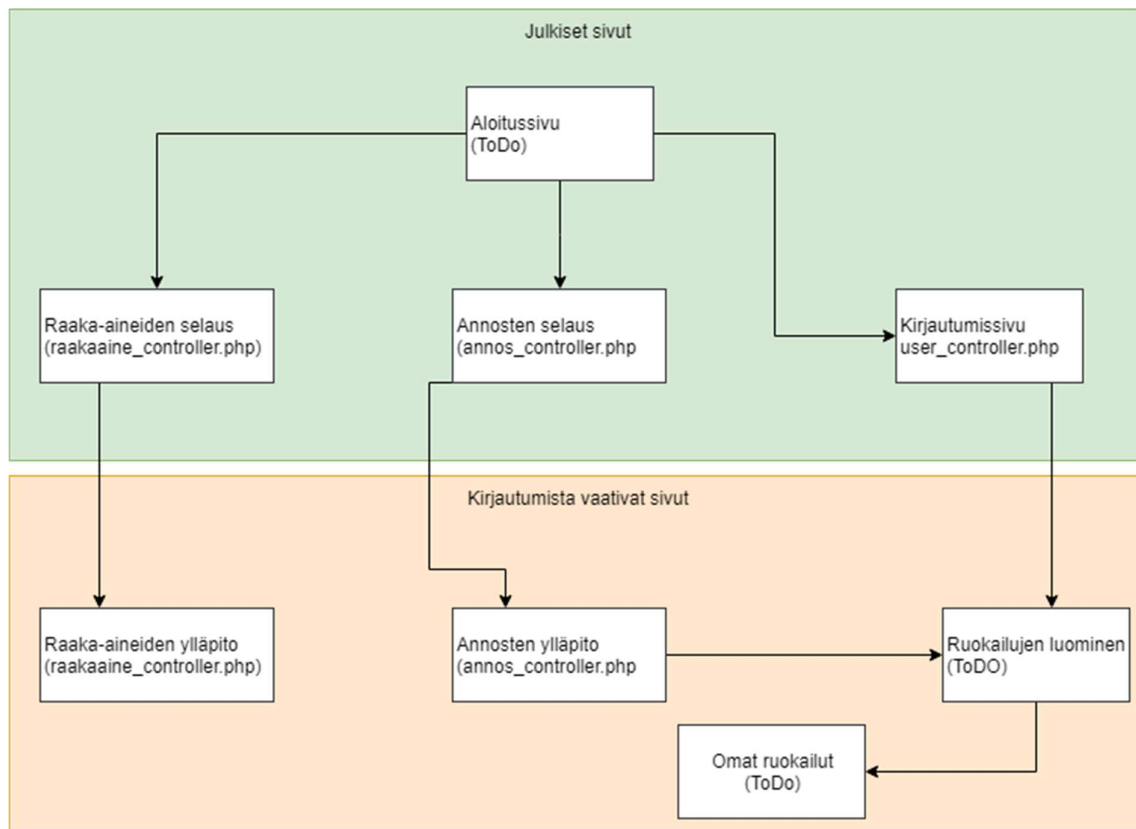 Julkiset sivut
Aloitussivu
(ToDo)
Raaka-aineiden selaus
(raakaaine_controller.php)
Annosten selaus
(annos_controller.php
Kirjautumissivu
user_controller.php
Kirjautumista vaativat sivut
Raaka-aineiden ylläpito
(raakaaine_controller.php)
Annosten ylläpito
(annos_controller.php
Ruokailujen luominen
(ToDO)
Omat ruokailut
(ToDo)